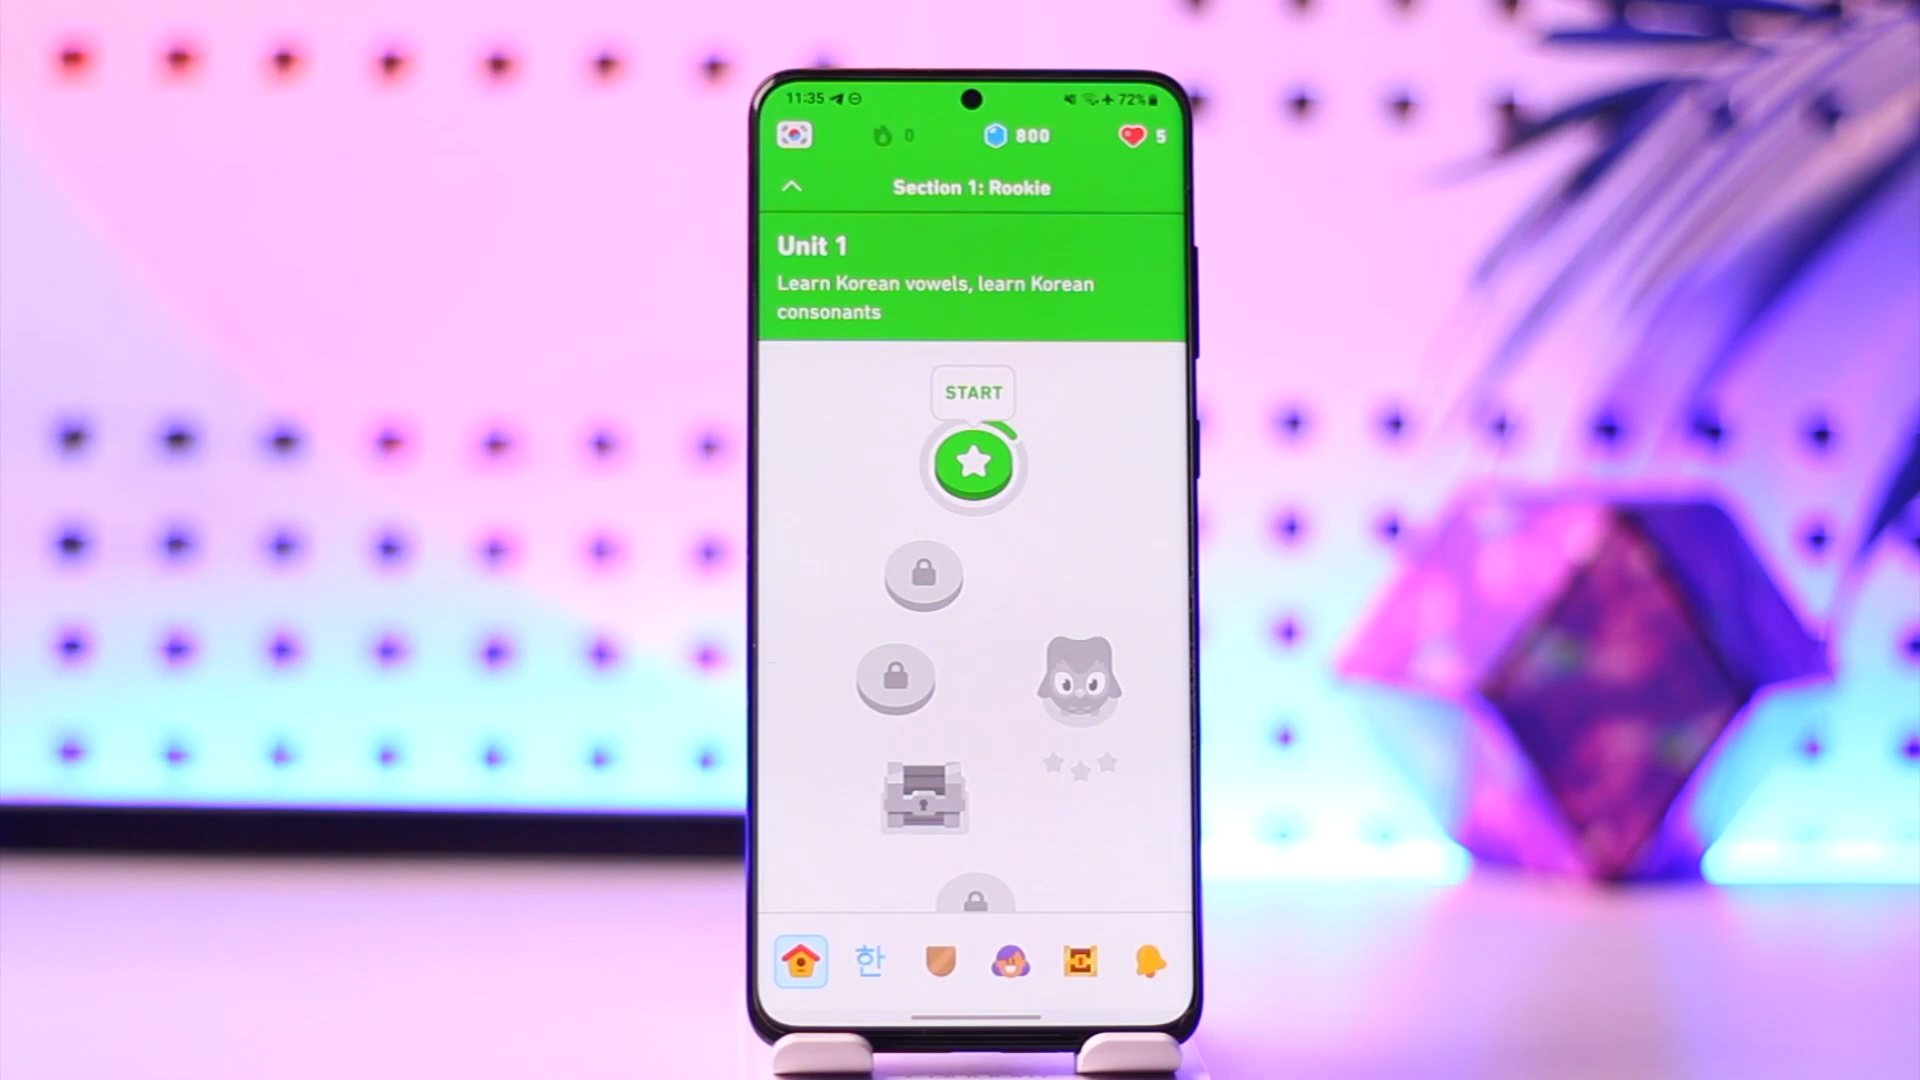 11:35 72%
0 800 5
Section 1: Rookie
Unit 1
Learn Korean vowels, learn Korean
consonants
START
한